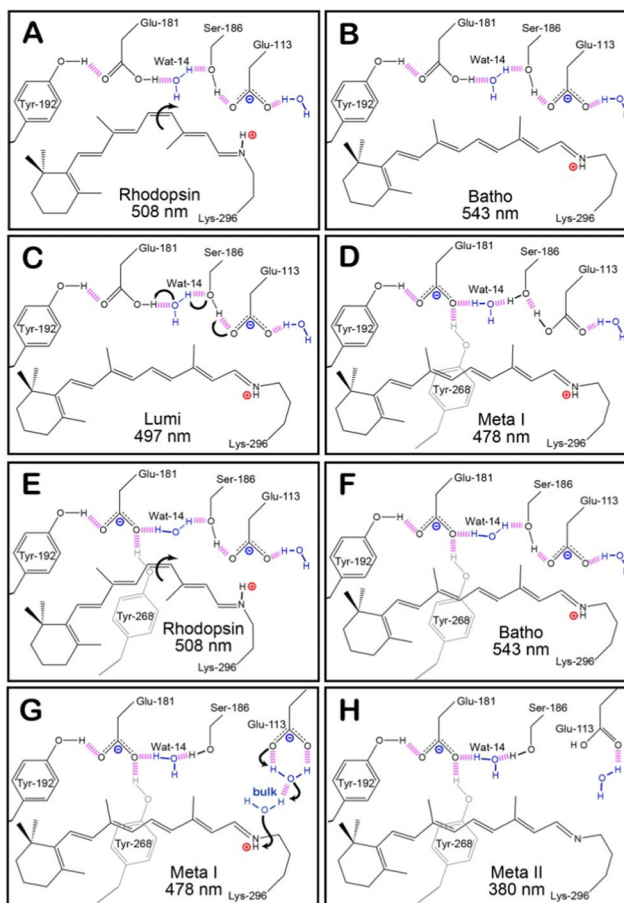 A
Glu-181
Ser-186
Wat-14
Glu-113
O H
O O H H
O H O H
O O H O H
Tyr-192
H
N
Rhodopsin
508 nm
Lys-296
B
Glu-181
Ser-186
Wat-14
Glu-113
O H
O O H H
O H O H
O O H O H
Tyr-192
N
H
Batho
543 nm
Lys-296
C
Glu-181
Ser-186
Wat-14
Glu-113
O H
O O H H
O H O H
O O H O H
Tyr-192
N
H
Lumi
497 nm
Lys-296
D
Glu-181
Ser-186
Wat-14
Glu-113
O H
O O H O H
H O H
H O O H O H
H
O
Tyr-192
Tyr-268
N
H
Meta I
478 nm
Lys-296
E
Glu-181
Ser-186
Wat-14
Glu-113
O H
O O H O H
O H
O O H O H
H
O
Tyr-192
Tyr-268
H
N
Rhodopsin
508 nm
Lys-296
F
Glu-181
Ser-186
Wat-14
Glu-113
O H
O O H O H
O H
O O H O H
H
O
Tyr-192
Tyr-268
N
H
Batho
543 nm
Lys-296
G
Glu-181
Ser-186
Glu-113
Wat-14
O H
O O H O H
H O
O O
H O H
bulk
H O H
H
O
Tyr-192
Tyr-268
N
H
Meta I
478 nm
Lys-296
H
Glu-181
Ser-186
Glu-113
Wat-14
O H
O O H O H
H O
HO O
H O H
H
O
Tyr-192
Tyr-268
N
Meta II
380 nm
Lys-296